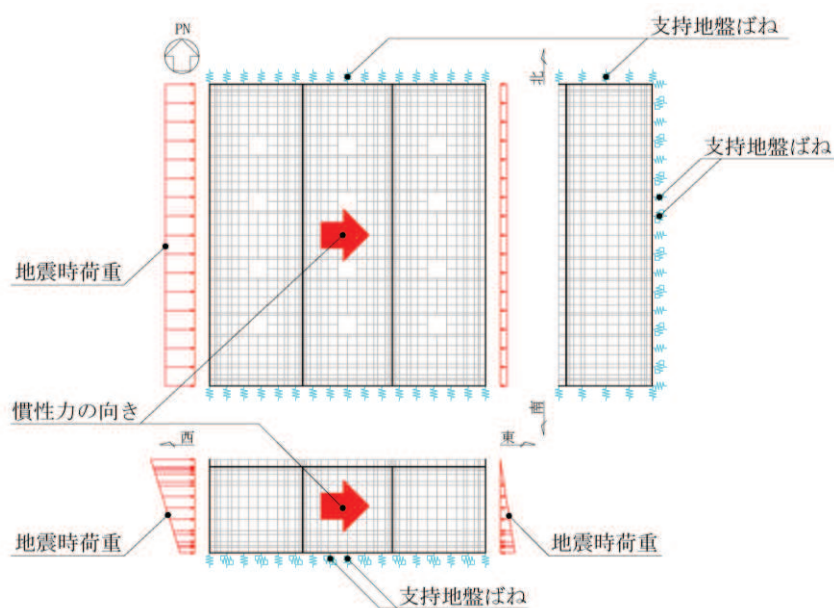 PN
支持地盤ばね
北
支持地盤ばね
地震時荷重
慣性力の向き
南
西
東
地震時荷重
地震時荷重
支持地盤ばね